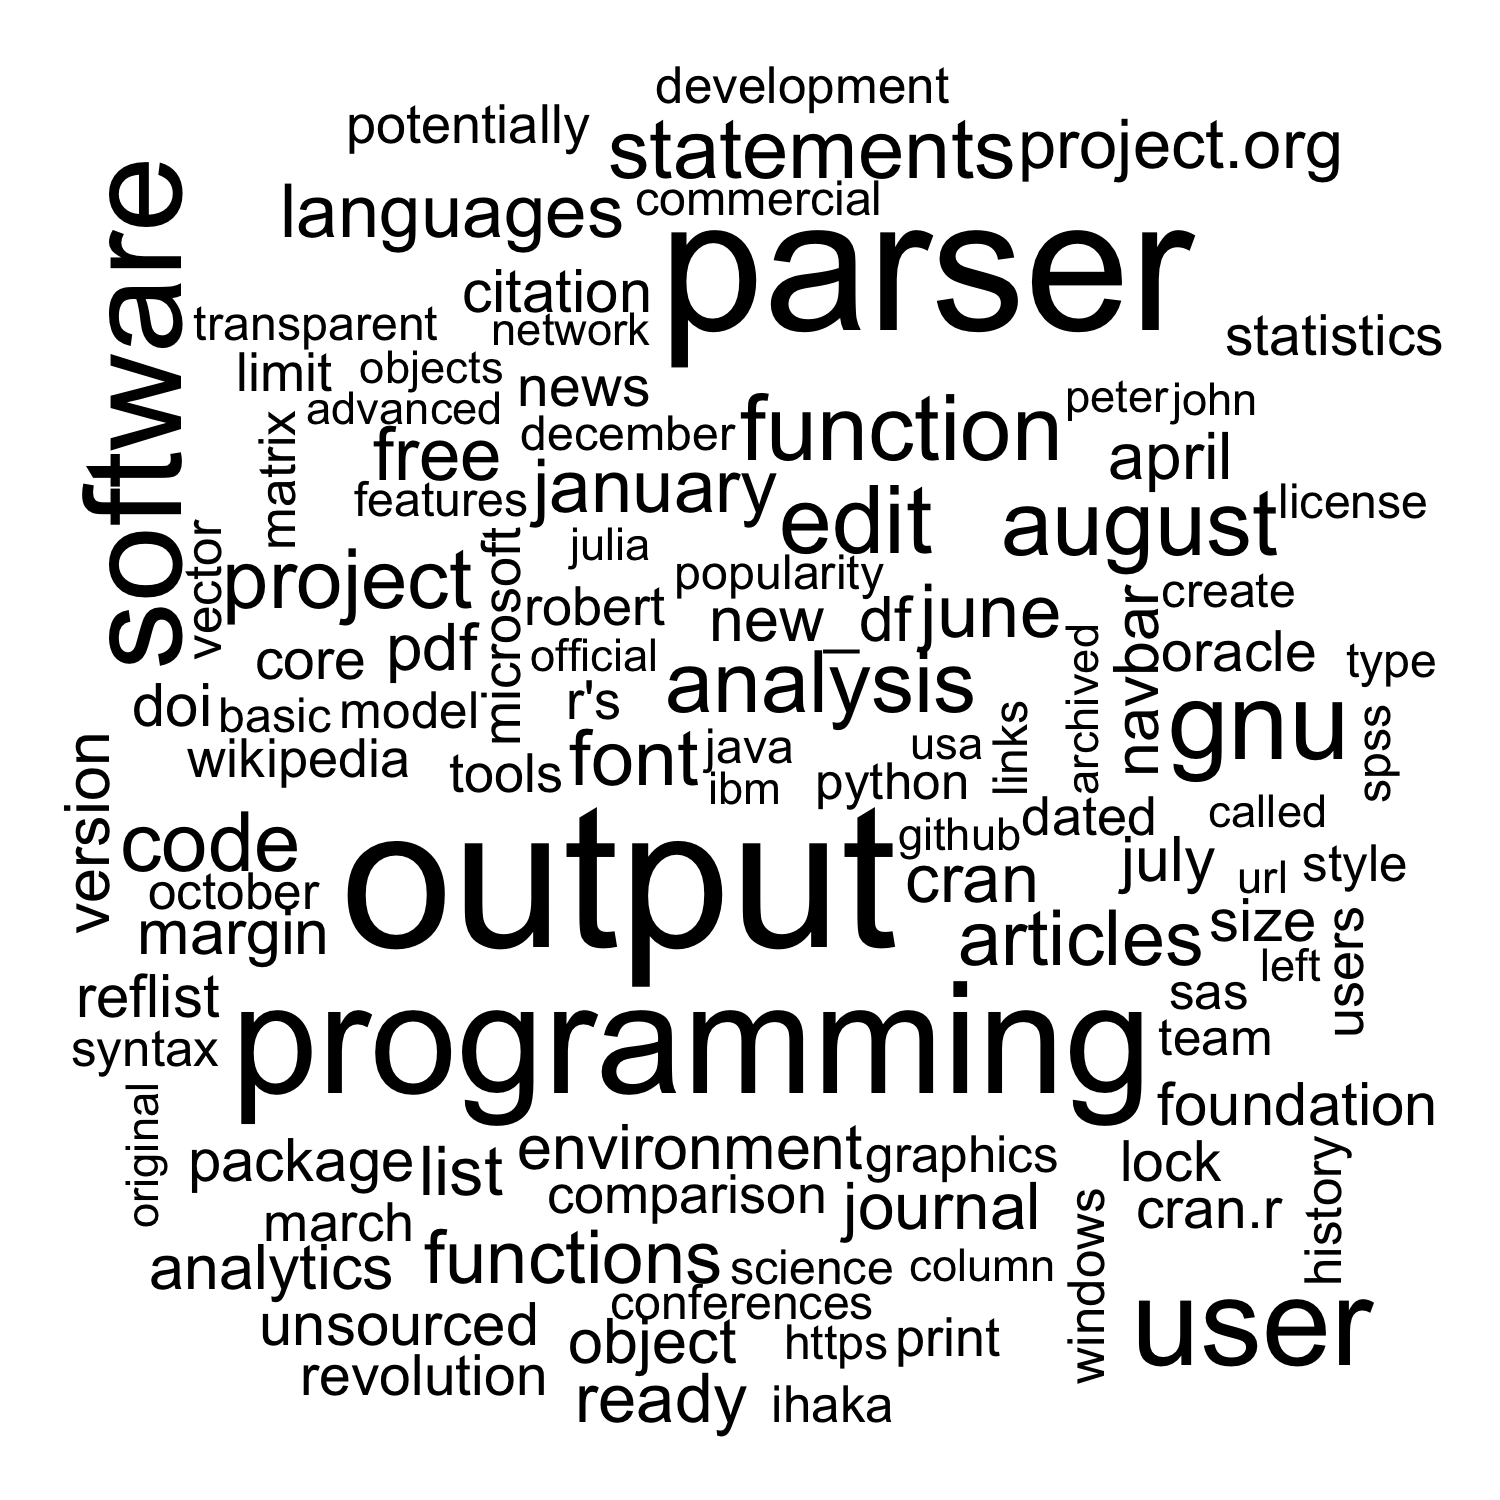 development
potentially
statements
project.org
languages
commercial
software
parser
citation
transparent
network
statistics
limit
objects
news
advanced
peter
john
matrix
free
december
function
april
features
january
edit
august
license
vector
project
microsoft
julia
popularity
create
robert
new_df
june
core
pdf
official
analysis
archived
navbar
oracle
type
doi
basic
model
r's
gnu
spss
version
wikipedia
tools
font
java
usa
links
ibm
python
code
output
github
dated
called
october
cran
july
url
style
margin
articles
size
users
left
reflist
sas
syntax
programming
team
original
foundation
package
list
environment
graphics
lock
history
march
comparison
journal
windows
cran.r
analytics
functions
science
column
unsourced
conferences
object
https
print
user
revolution
ready
ihaka